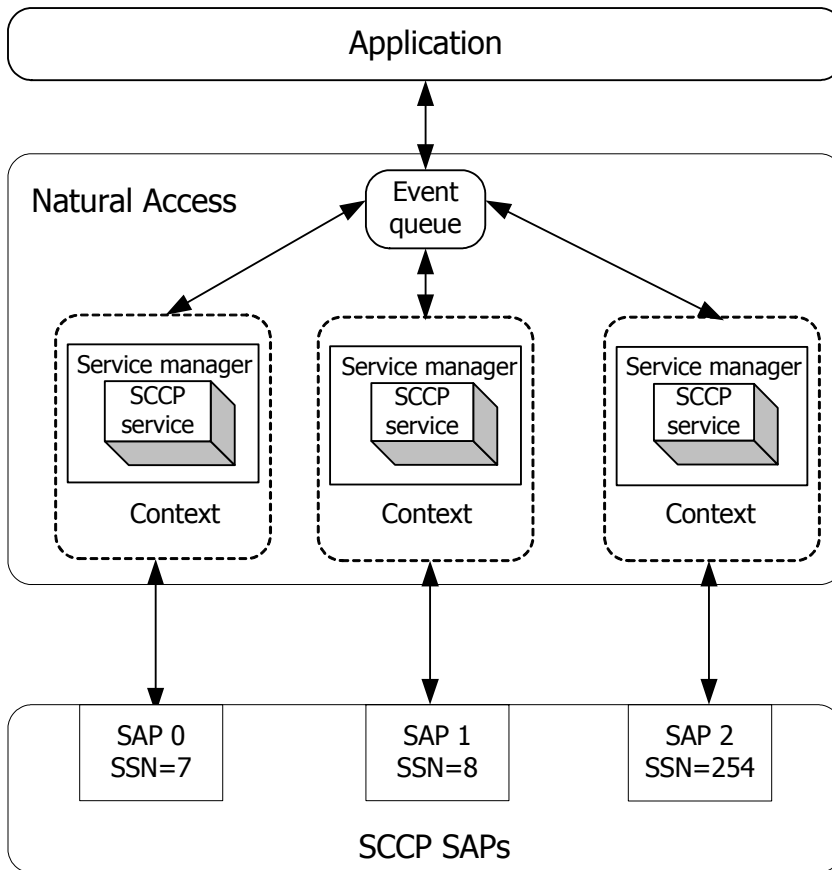 Application
Natural Access
Event
queue
Service manager
SCCP
service
Context
Service manager
SCCP
service
Context
Service manager
SCCP
service
Context
SAP 0
SSN=7
SAP 1
SSN=8
SAP 2
SSN=254
SCCP SAPs